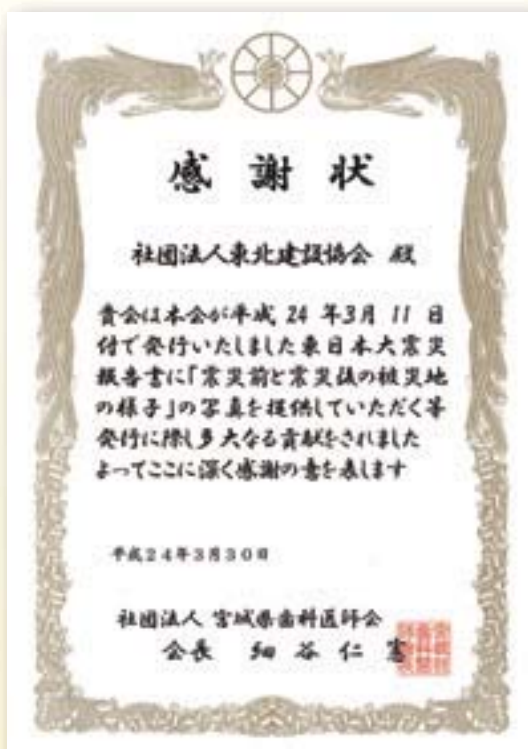 感謝状
社団法人東北建設協会 殿
貴会は本会が平成 24 年3月 11 日
付で発行いたしました東日本大震災
報告書に「震災前と震災後の被災地
の様子」の写真を提供していただく等
発行に際し多大なる貢献をされました
よってここに深く感謝の意を表します
平成24年3月30日
社団法人 宮城県歯科医師会
会長 細谷仁憲